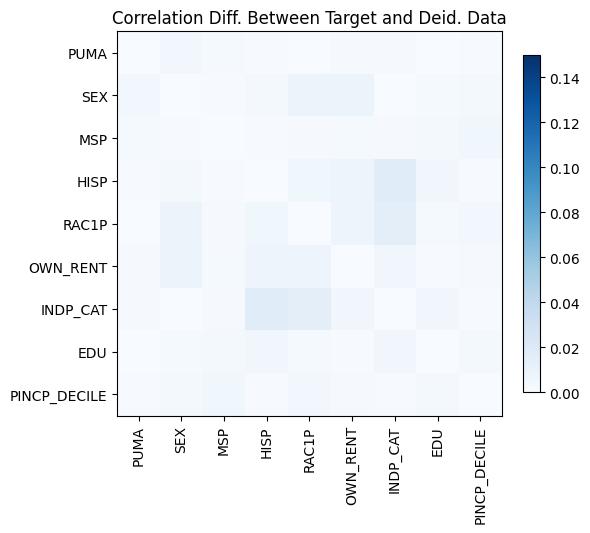 Correlation Diff. Between Target and Deid. Data
PUMA
SEX
MSP
HISP
RAC1P
OWN_RENT
INDP_CAT
EDU
PINCP_DECILE
PUMA
SEX
MSP
HISP
RAC1P
OWN_RENT
INDP_CAT
EDU
PINCP_DECILE
0.14
0.12
0.10
0.08
0.06
0.04
0.02
0.00